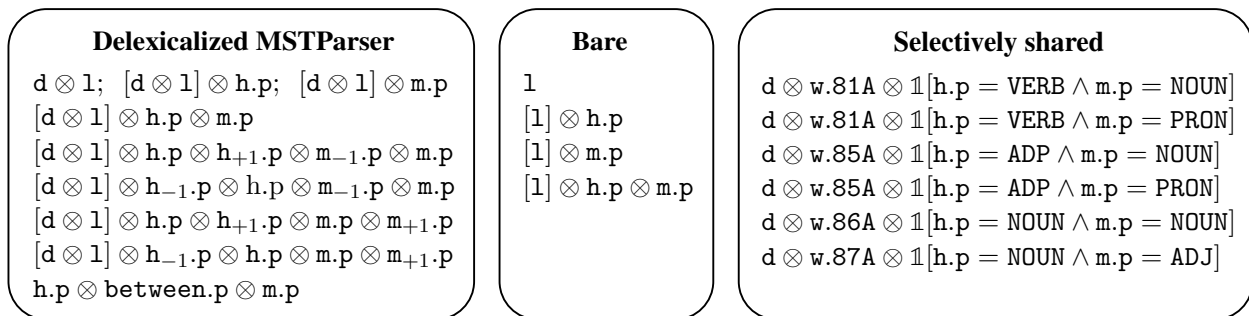 Delexicalized MSTParser
d ⊗ l; [d ⊗ l] ⊗ h.p; [d ⊗ l] ⊗ m.p
[d ⊗ l] ⊗ h.p ⊗ m.p
[d ⊗ l] ⊗ h.p ⊗ h₊₁.p ⊗ m₋₁.p ⊗ m.p
[d ⊗ l] ⊗ h₋₁.p ⊗ h.p ⊗ m₋₁.p ⊗ m.p
[d ⊗ l] ⊗ h.p ⊗ h₊₁.p ⊗ m.p ⊗ m₊₁.p
[d ⊗ l] ⊗ h₋₁.p ⊗ h.p ⊗ m.p ⊗ m₊₁.p
h.p ⊗ between.p ⊗ m.p
Bare
l
[l] ⊗ h.p
[l] ⊗ m.p
[l] ⊗ h.p ⊗ m.p
Selectively shared
d ⊗ w.81A ⊗ 𝟙[h.p = VERB ∧ m.p = NOUN]
d ⊗ w.81A ⊗ 𝟙[h.p = VERB ∧ m.p = PRON]
d ⊗ w.85A ⊗ 𝟙[h.p = ADP ∧ m.p = NOUN]
d ⊗ w.85A ⊗ 𝟙[h.p = ADP ∧ m.p = PRON]
d ⊗ w.86A ⊗ 𝟙[h.p = NOUN ∧ m.p = NOUN]
d ⊗ w.87A ⊗ 𝟙[h.p = NOUN ∧ m.p = ADJ]